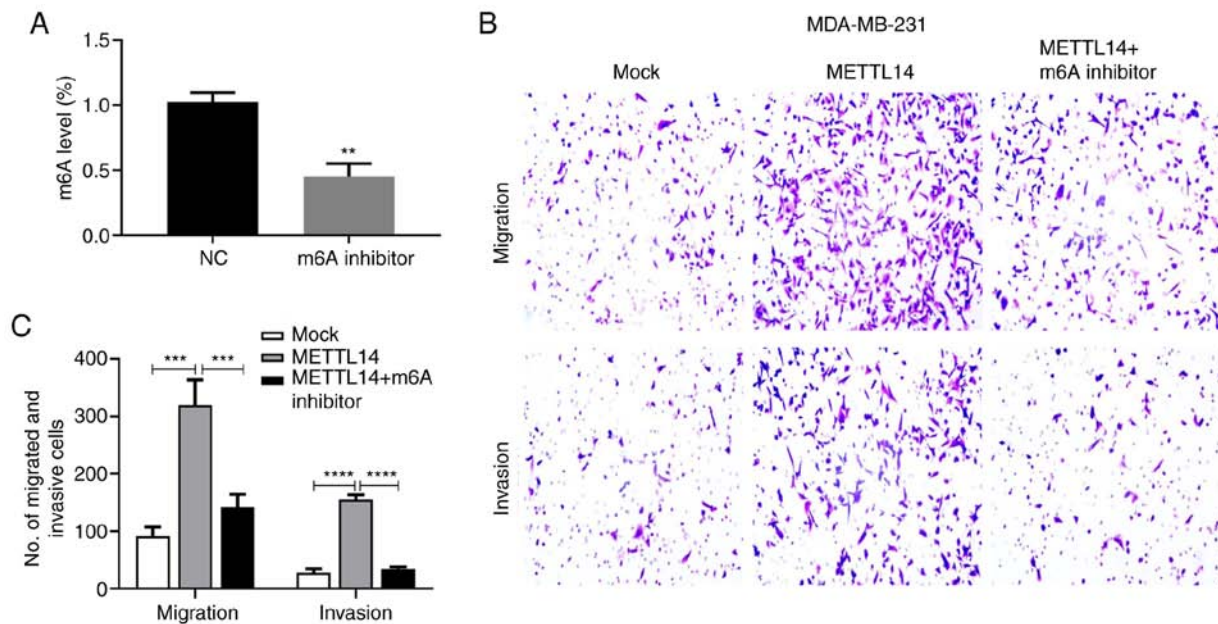 A
m6A level (%)
1.5
1.0
0.5
0.0
**
NC
m6A inhibitor
B
MDA-MB-231
Mock
METTL14
METTL14+
m6A inhibitor
Migration
Invasion
C
Mock
METTL14
METTL14+m6A
inhibitor
No. of migrated and
invasive cells
400
300
200
100
0
***
***
****
****
Migration
Invasion